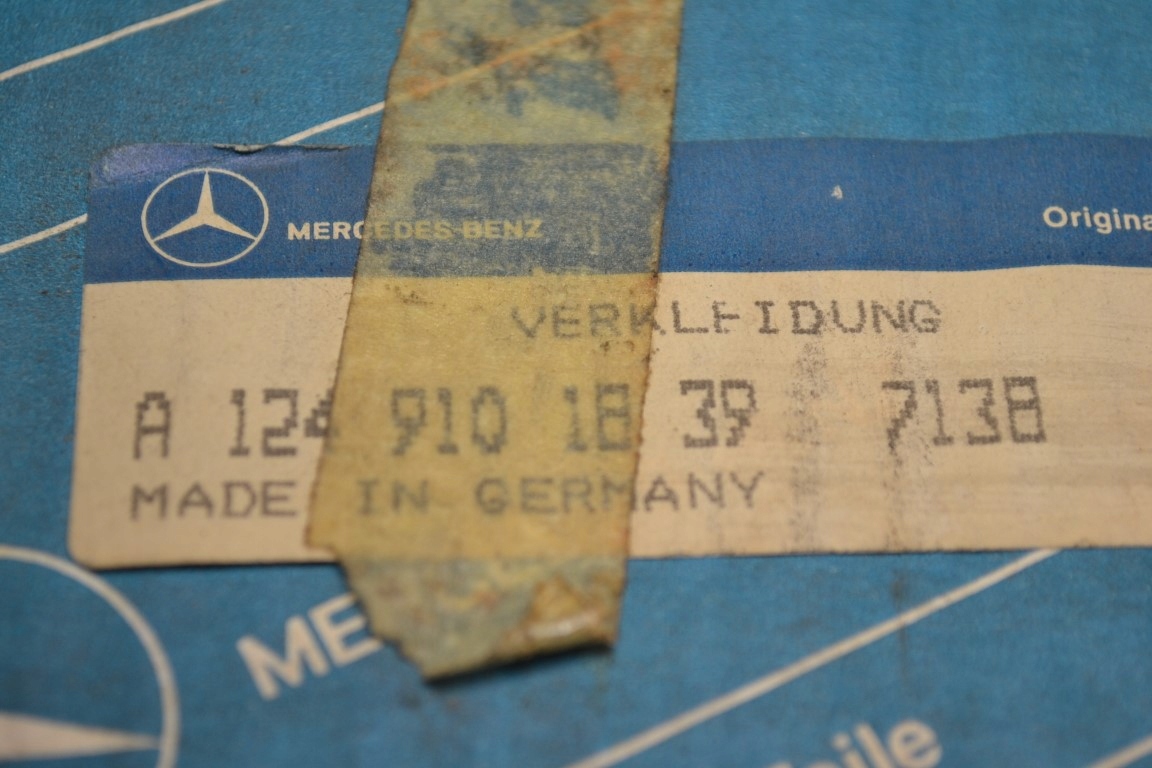 MERCEDES-BENZ Origina
VERKLEIDUNG
A 124 910 18 39 7138
MADE IN GERMANY
ME
eile